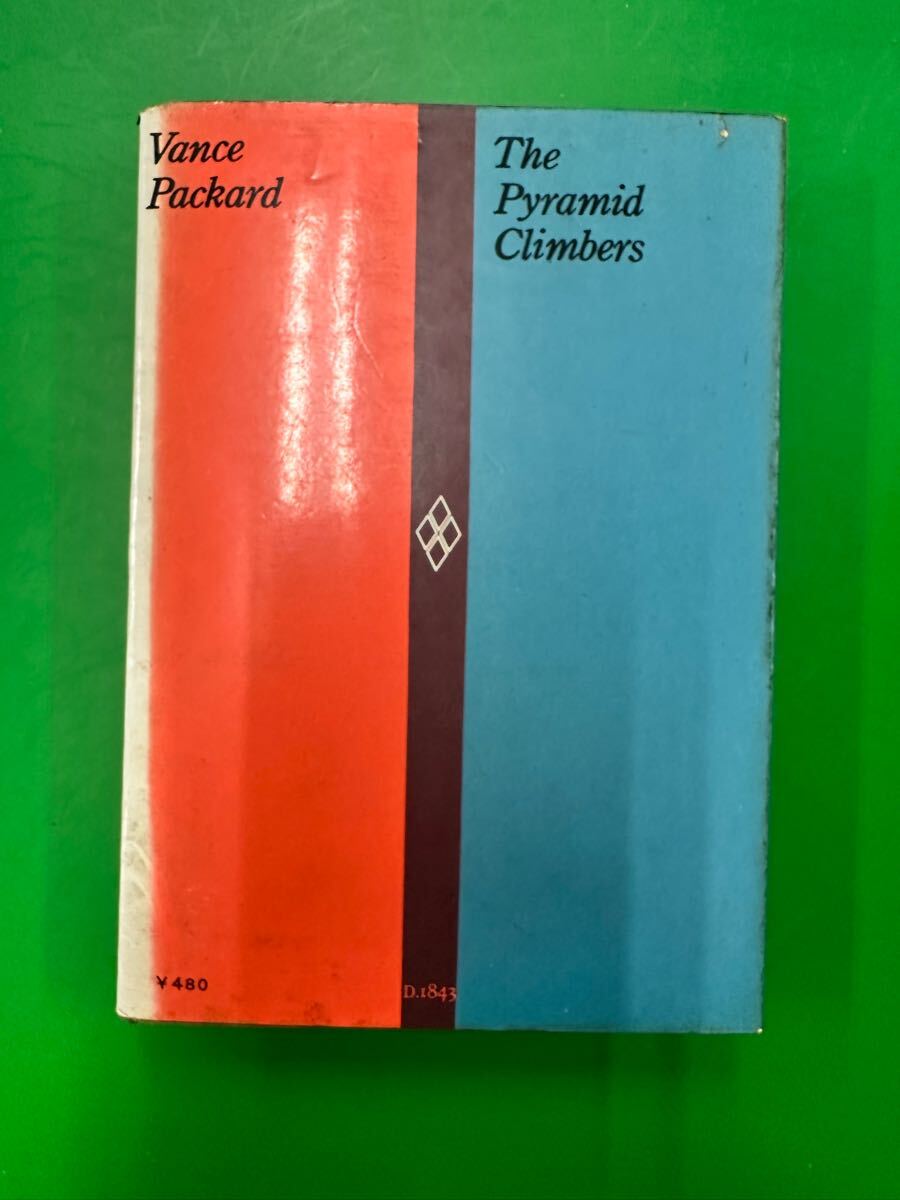 Vance
Packard
The
Pyramid
Climbers
¥480
D.1843